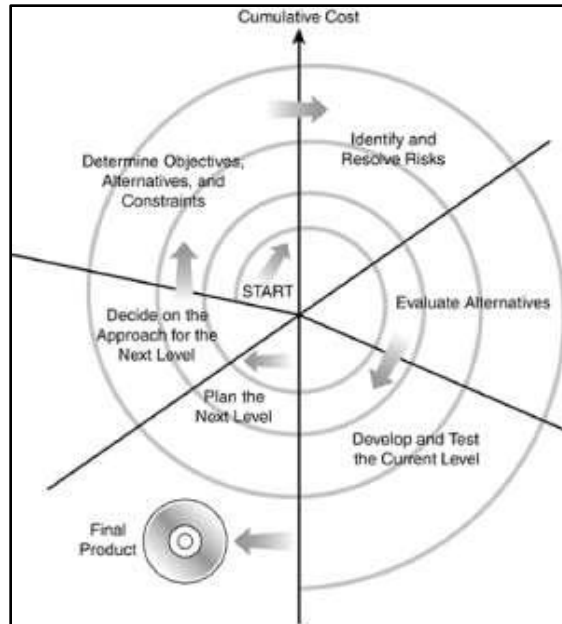 Cumulative Cost
Identify and
Resolve Risks
Determine Objectives,
Alternatives, and
Constraints
START
Evaluate Alternatives
Decide on the
Approach for the
Next Level
Plan the
Next Level
Develop and Test
the Current Level
Final
Product